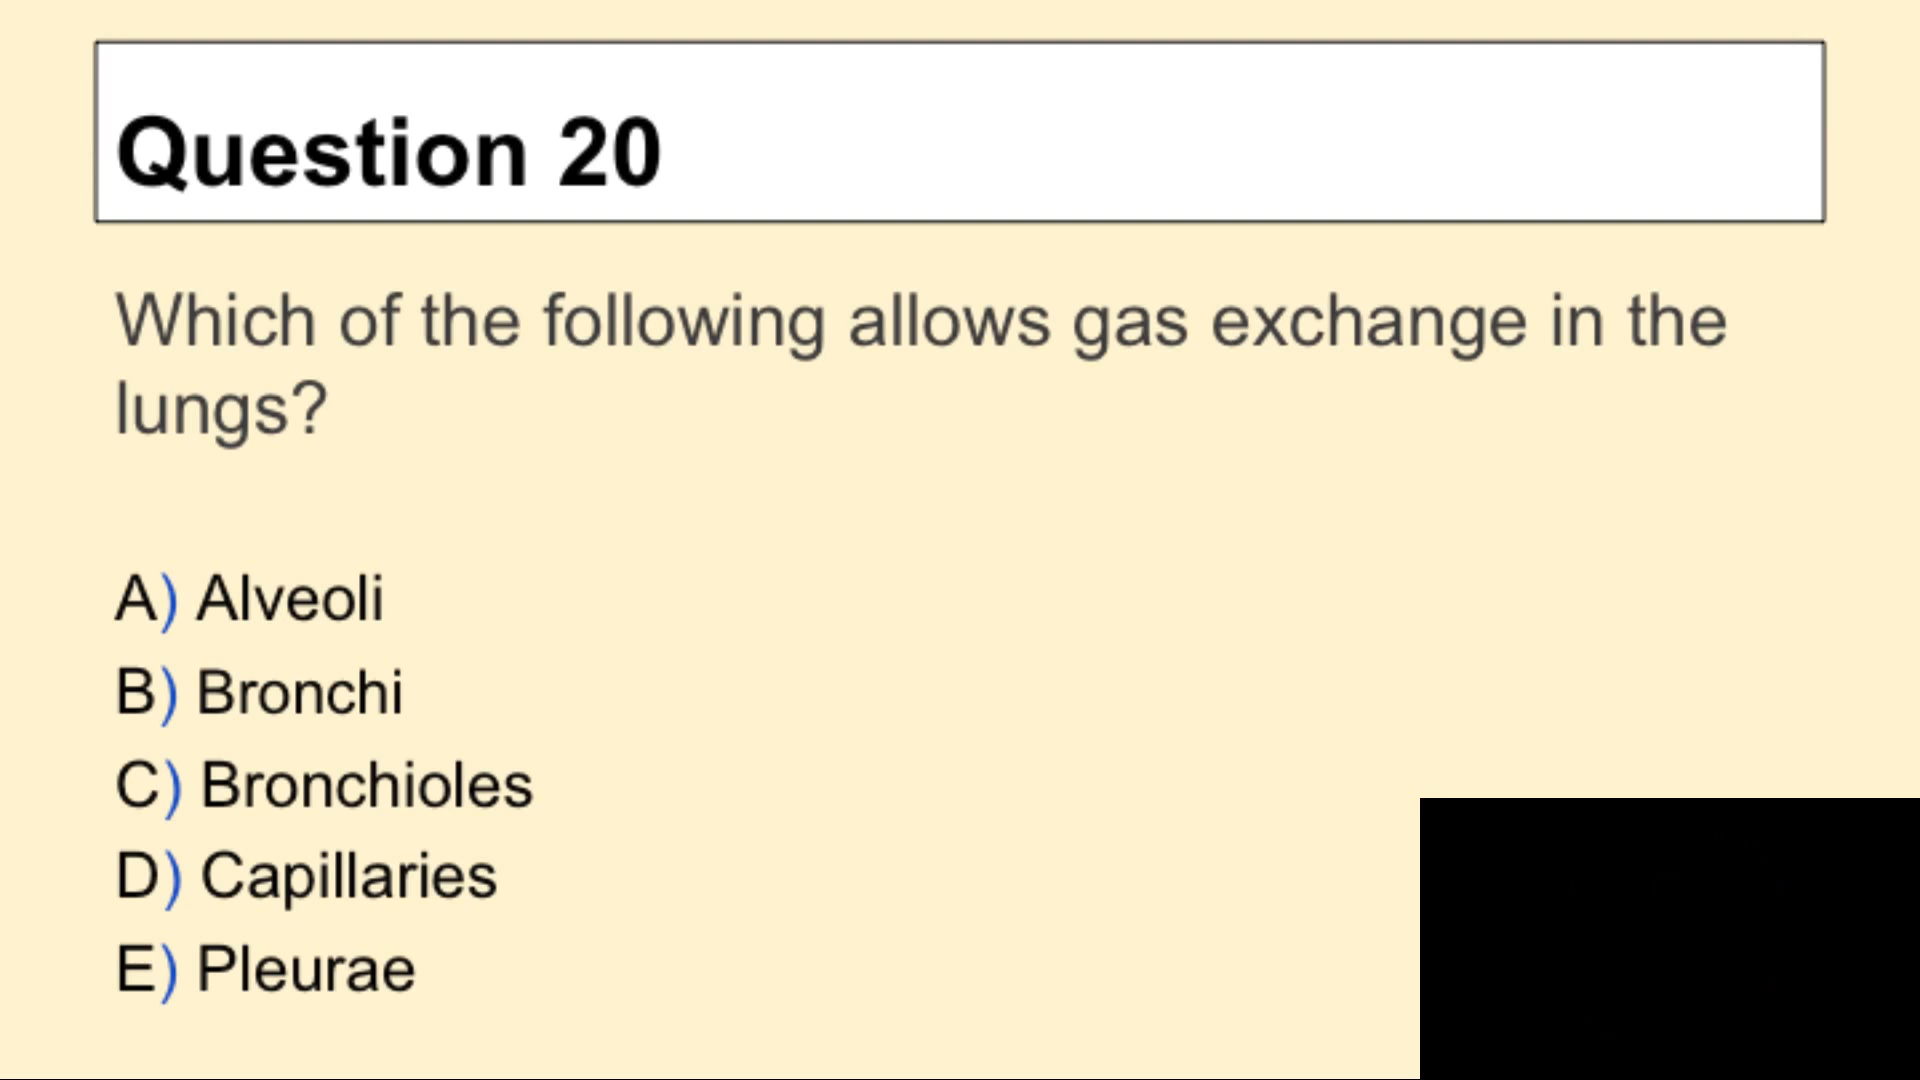 Question 20
Which of the following allows gas exchange in the
lungs?
A) Alveoli
B) Bronchi
C) Bronchioles
D) Capillaries
E) Pleurae